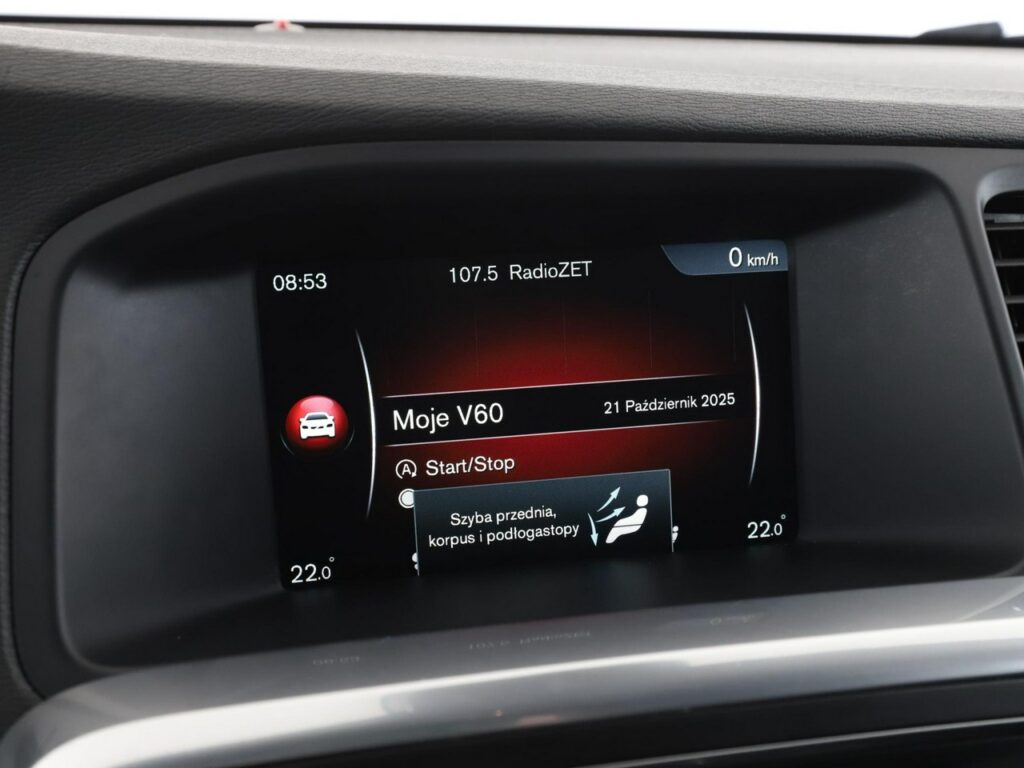 08:53
107.5 RadioZET
0 km/h
Moje V60
21 Październik 2025
Start/Stop
Szyba przednia,
korpus i podłogastopy
22.0°
22.0°